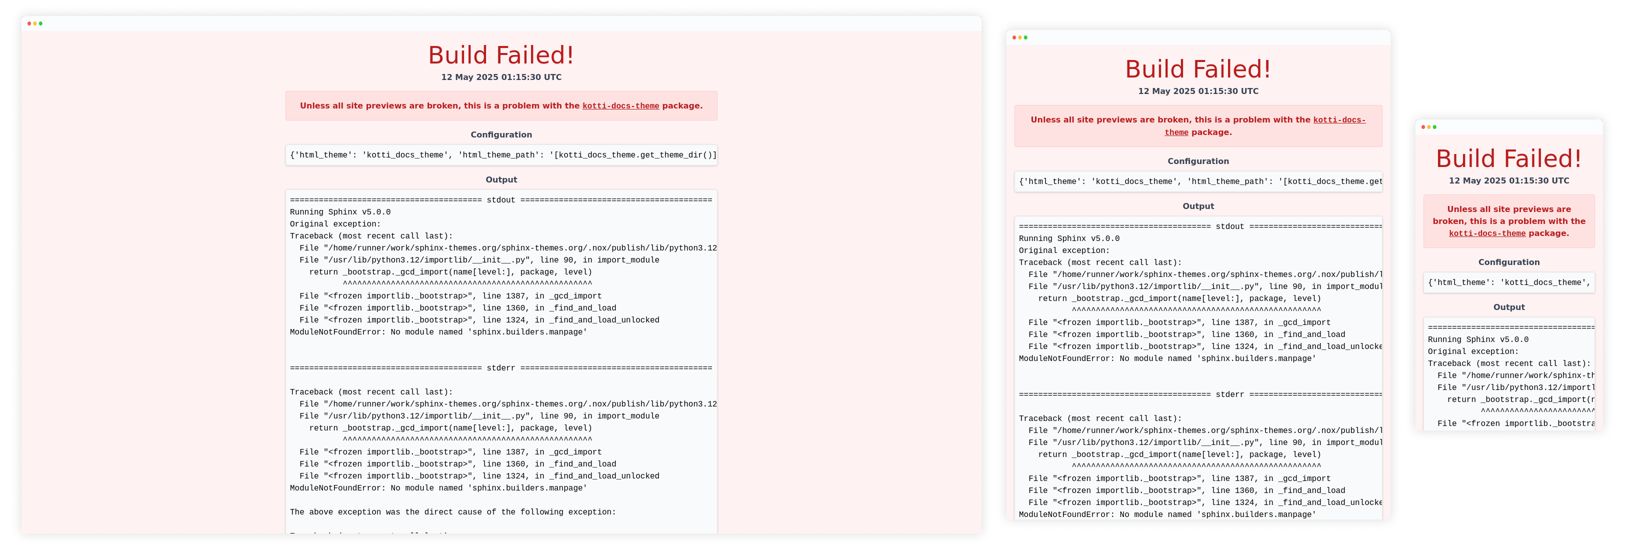 Build Failed!
12 May 2025 01:15:30 UTC
Unless all site previews are broken, this is a problem with the kotti-docs-theme package.
Configuration
{'html_theme': 'kotti_docs_theme', 'html_theme_path': '[kotti_docs_theme.get_theme_dir()]
Output
======================================== stdout ========================================
Running Sphinx v5.0.0
Original exception:
Traceback (most recent call last):
  File "/home/runner/work/sphinx-themes.org/sphinx-themes.org/.nox/publish/lib/python3.12
  File "/usr/lib/python3.12/importlib/__init__.py", line 90, in import_module
    return _bootstrap._gcd_import(name[level:], package, level)
           ^^^^^^^^^^^^^^^^^^^^^^^^^^^^^^^^^^^^^^^^^^^^^^^^^^^^
  File "<frozen importlib._bootstrap>", line 1387, in _gcd_import
  File "<frozen importlib._bootstrap>", line 1360, in _find_and_load
  File "<frozen importlib._bootstrap>", line 1324, in _find_and_load_unlocked
ModuleNotFoundError: No module named 'sphinx.builders.manpage'
======================================== stderr ========================================
Traceback (most recent call last):
  File "/home/runner/work/sphinx-themes.org/sphinx-themes.org/.nox/publish/lib/python3.12
  File "/usr/lib/python3.12/importlib/__init__.py", line 90, in import_module
    return _bootstrap._gcd_import(name[level:], package, level)
           ^^^^^^^^^^^^^^^^^^^^^^^^^^^^^^^^^^^^^^^^^^^^^^^^^^^^
  File "<frozen importlib._bootstrap>", line 1387, in _gcd_import
  File "<frozen importlib._bootstrap>", line 1360, in _find_and_load
  File "<frozen importlib._bootstrap>", line 1324, in _find_and_load_unlocked
ModuleNotFoundError: No module named 'sphinx.builders.manpage'
The above exception was the direct cause of the following exception:
Build Failed!
12 May 2025 01:15:30 UTC
Unless all site previews are broken, this is a problem with the kotti-docs-
theme package.
Configuration
{'html_theme': 'kotti_docs_theme', 'html_theme_path': '[kotti_docs_theme.get
Output
======================================== stdout ================================
Running Sphinx v5.0.0
Original exception:
Traceback (most recent call last):
  File "/home/runner/work/sphinx-themes.org/sphinx-themes.org/.nox/publish/l
  File "/usr/lib/python3.12/importlib/__init__.py", line 90, in import_modul
    return _bootstrap._gcd_import(name[level:], package, level)
           ^^^^^^^^^^^^^^^^^^^^^^^^^^^^^^^^^^^^^^^^^^^^^^^^^^^^
  File "<frozen importlib._bootstrap>", line 1387, in _gcd_import
  File "<frozen importlib._bootstrap>", line 1360, in _find_and_load
  File "<frozen importlib._bootstrap>", line 1324, in _find_and_load_unlocke
ModuleNotFoundError: No module named 'sphinx.builders.manpage'
======================================== stderr ================================
Traceback (most recent call last):
  File "/home/runner/work/sphinx-themes.org/sphinx-themes.org/.nox/publish/l
  File "/usr/lib/python3.12/importlib/__init__.py", line 90, in import_modul
    return _bootstrap._gcd_import(name[level:], package, level)
           ^^^^^^^^^^^^^^^^^^^^^^^^^^^^^^^^^^^^^^^^^^^^^^^^^^^^
  File "<frozen importlib._bootstrap>", line 1387, in _gcd_import
  File "<frozen importlib._bootstrap>", line 1360, in _find_and_load
  File "<frozen importlib._bootstrap>", line 1324, in _find_and_load_unlocke
ModuleNotFoundError: No module named 'sphinx.builders.manpage'
Build Failed!
12 May 2025 01:15:30 UTC
Unless all site previews are
broken, this is a problem with the
kotti-docs-theme package.
Configuration
{'html_theme': 'kotti_docs_theme',
Output
===================================
Running Sphinx v5.0.0
Original exception:
Traceback (most recent call last):
  File "/home/runner/work/sphinx-th
  File "/usr/lib/python3.12/importl
    return _bootstrap._gcd_import(n
           ^^^^^^^^^^^^^^^^^^^^^^^^
  File "<frozen importlib._bootstra